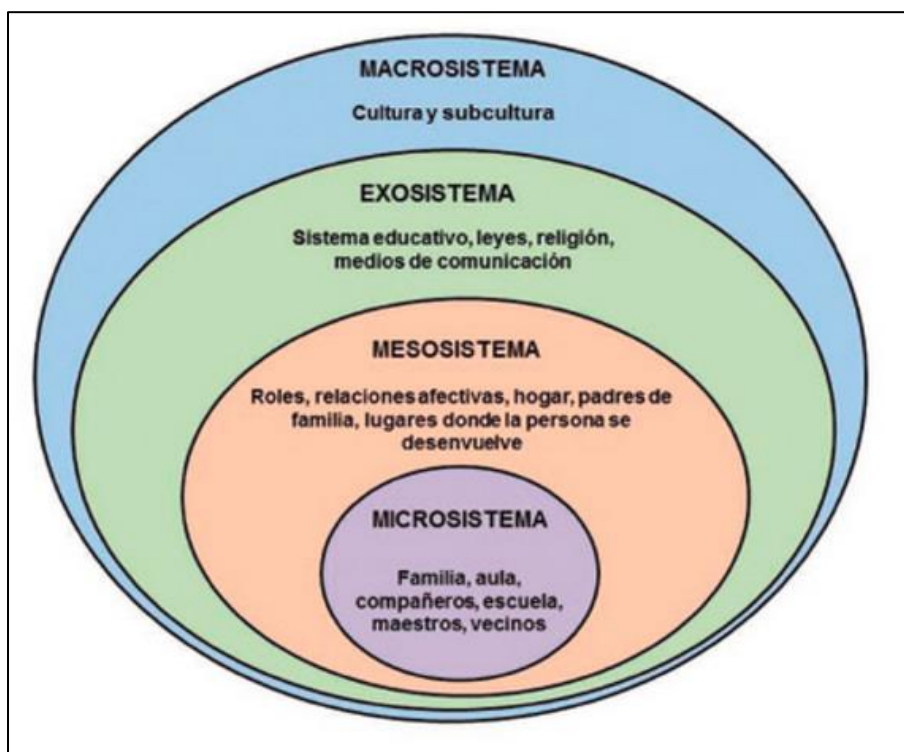 MACROSISTEMA
Cultura y subcultura
EXOSISTEMA
Sistema educativo, leyes, religión,
medios de comunicación
MESOSISTEMA
Roles, relaciones afectivas, hogar, padres de
familia, lugares donde la persona se
desenvuelve
MICROSISTEMA
Familia, aula,
compañeros, escuela,
maestros, vecinos